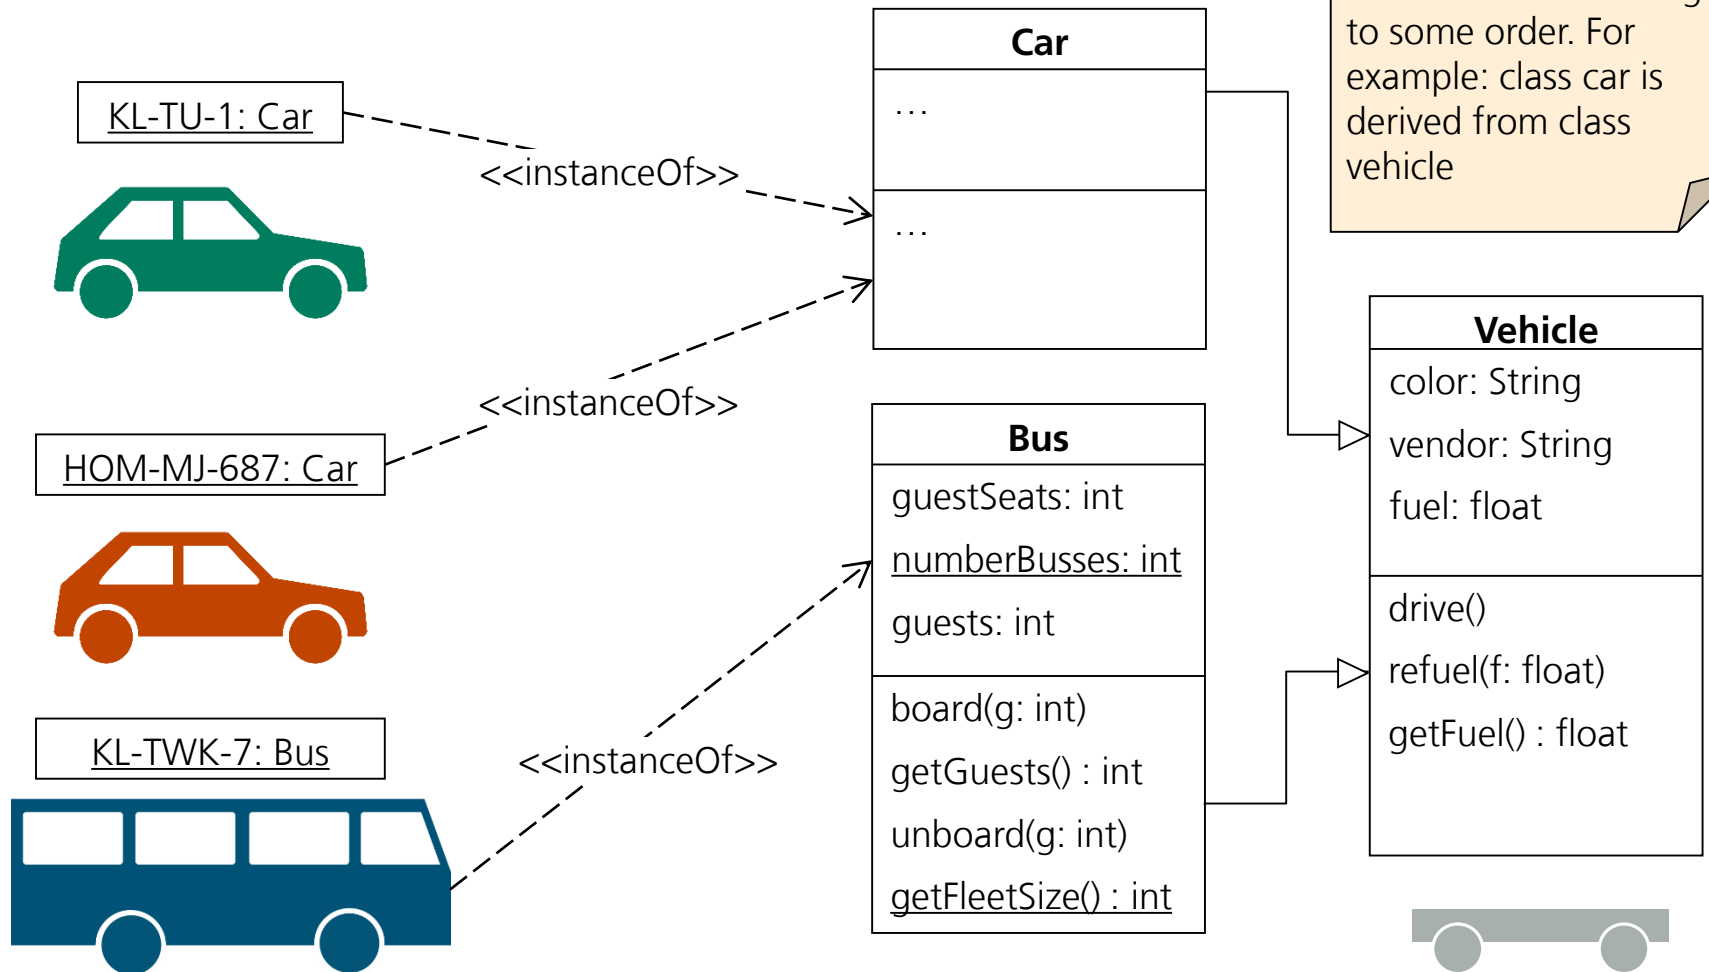 KL-TU-1: Car
<<instanceOf>>
HOM-MJ-687: Car
<<instanceOf>>
KL-TWK-7: Bus
<<instanceOf>>
Car
...
...
Bus
guestSeats: int
numberBusses: int
guests: int
board(g: int)
getGuests() : int
unboard(g: int)
getFleetSize() : int
to some order. For
example: class car is
derived from class
vehicle
Vehicle
color: String
vendor: String
fuel: float
drive()
refuel(f: float)
getFuel() : float